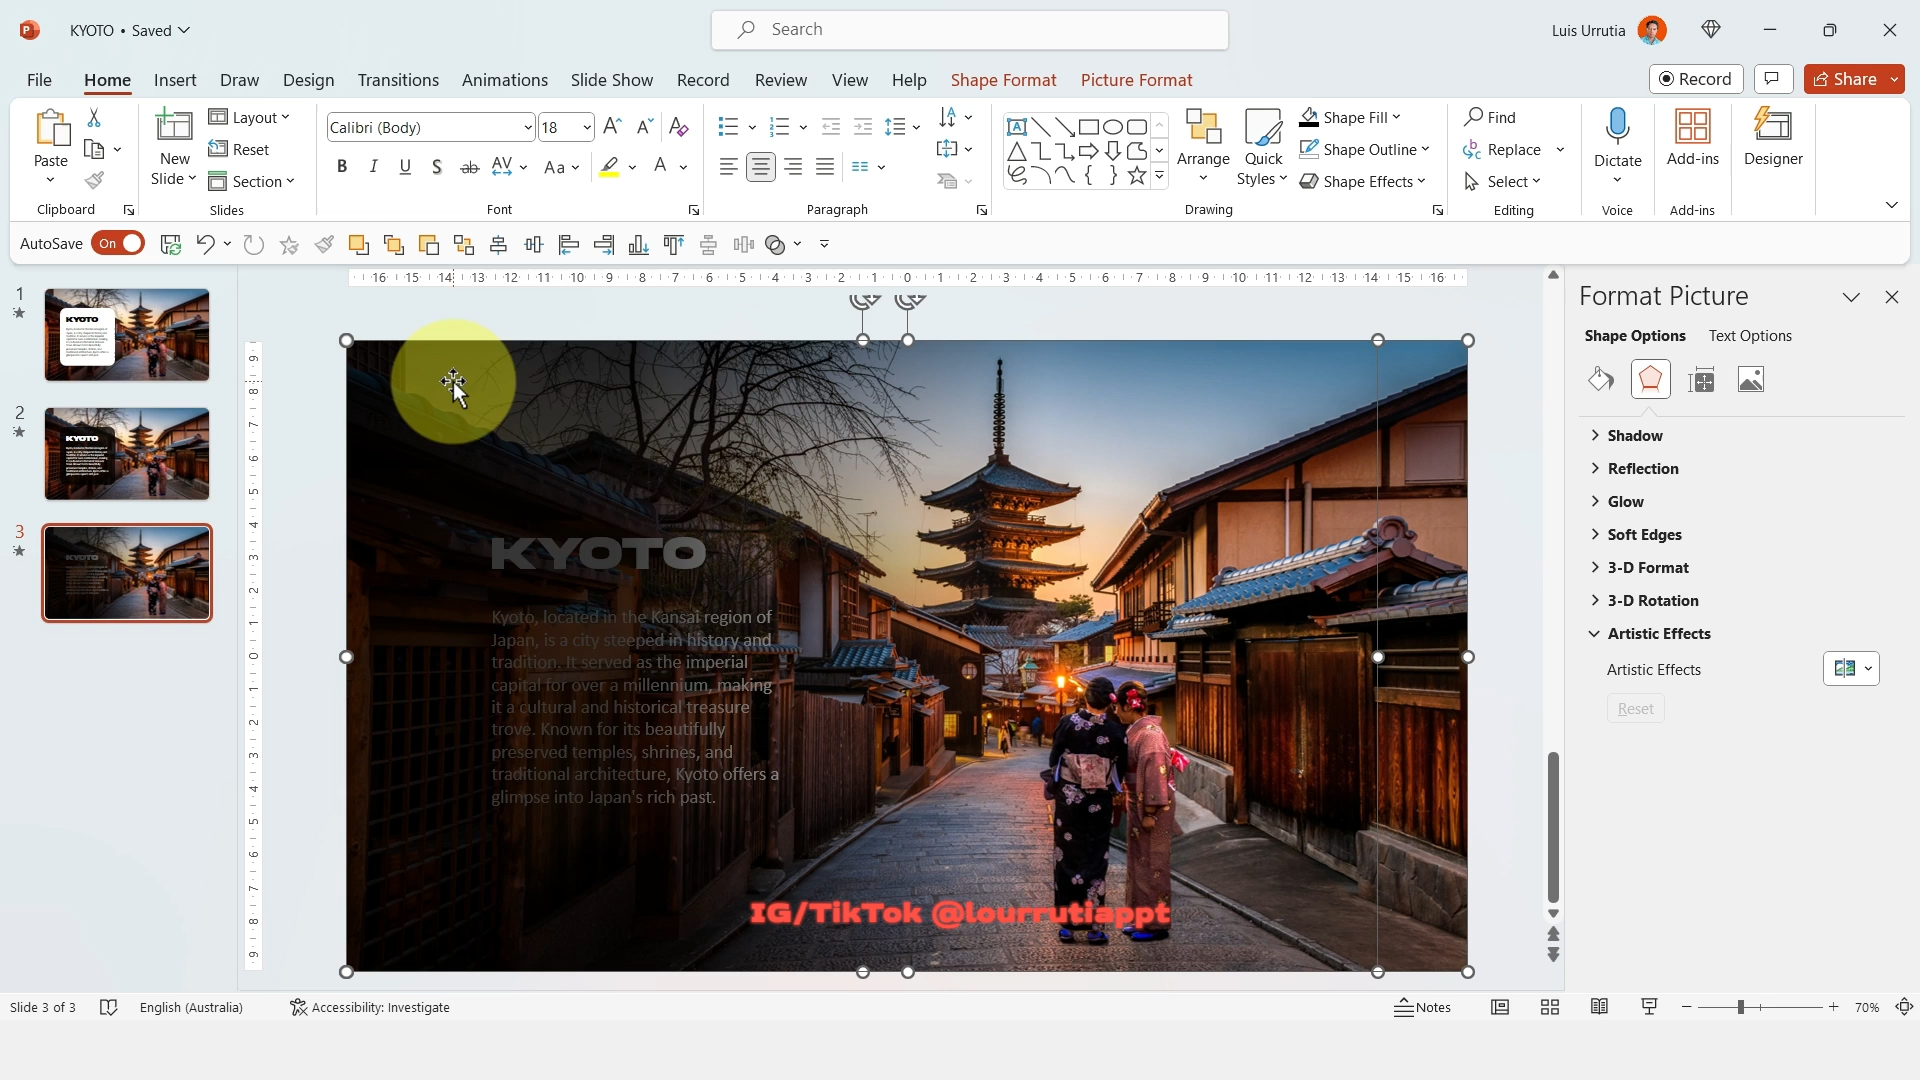 KYOTO • Saved
Search
Luis Urrutia
File Home Insert Draw Design Transitions Animations Slide Show Record Review View Help Shape Format Picture Format
Record
Share
Paste
New Slide
Layout
Reset
Section
Calibri (Body)
18
Shape Fill
Shape Outline
Shape Effects
Arrange
Quick Styles
Find
Replace
Select
Dictate
Add-ins
Designer
Clipboard Slides Font Paragraph Drawing Editing Voice Add-ins
AutoSave On
1
2
3
KYOTO
Kyoto, located in the Kansai region of
Japan, is a city steeped in history and
tradition. It served as the imperial
capital for over a millennium, making
it a cultural and historical treasure
trove. Known for its beautifully
preserved temples, shrines, and
traditional architecture, Kyoto offers a
glimpse into Japan's rich past.
IG/TikTok @lourrutiappt
Format Picture
Shape Options Text Options
Shadow
Reflection
Glow
Soft Edges
3-D Format
3-D Rotation
Artistic Effects
Artistic Effects
Reset
Slide 3 of 3 English (Australia) Accessibility: Investigate Notes 70%